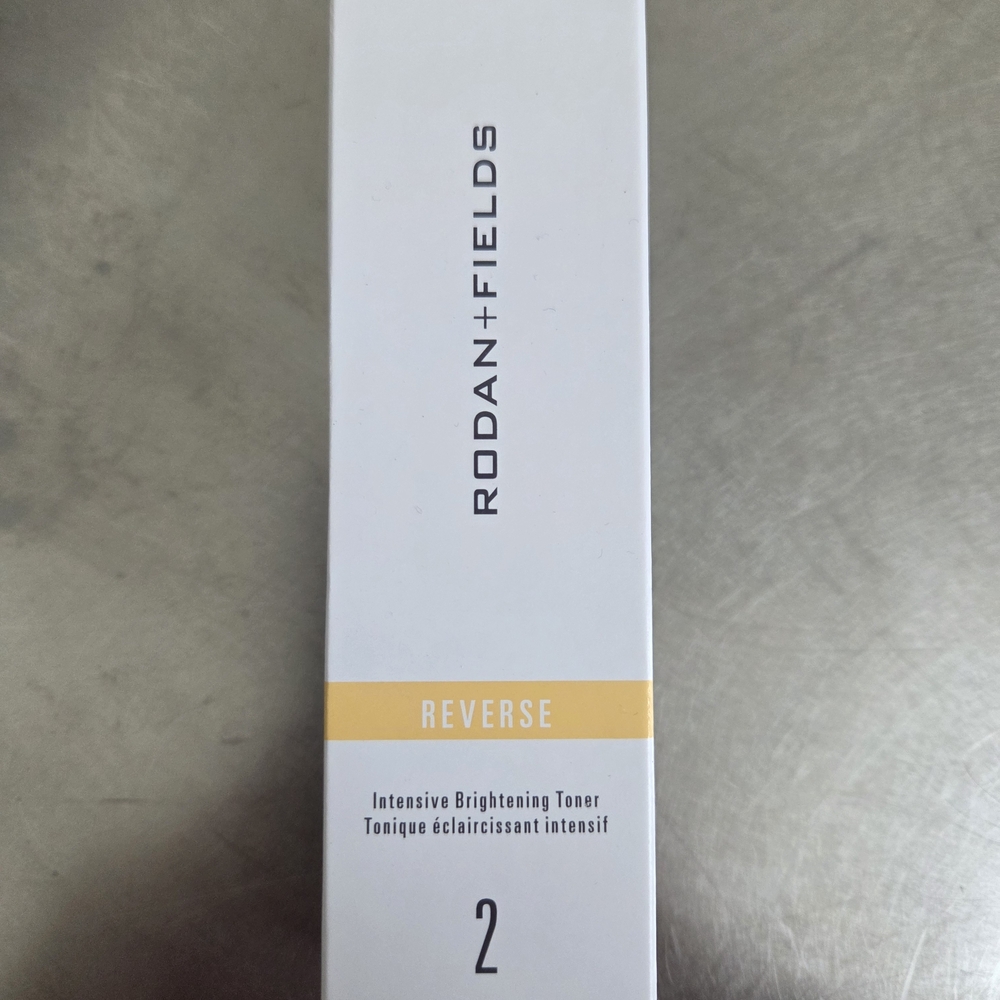 RODAN+FIELDS
REVERSE
Intensive Brightening Toner
Tonique éclaircissant intensif
2